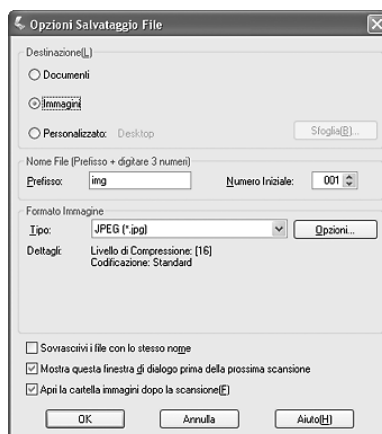 Opzioni Salvataggio File
Destinazione(L)
Documenti
Immagini
Personalizzato: Desktop Sfoglia(B)...
Nome File (Prefisso + digitare 3 numeri)
Prefisso: img Numero Iniziale: 001
Formato Immagine
Tipo: JPEG (*.jpg) Opzioni...
Dettagli: Livello di Compressione: [16]
Codificazione: Standard
Sovrascrivi i file con lo stesso nome
Mostra questa finestra di dialogo prima della prossima scansione
Apri la cartella immagini dopo la scansione(F)
OK Annulla Aiuto(H)